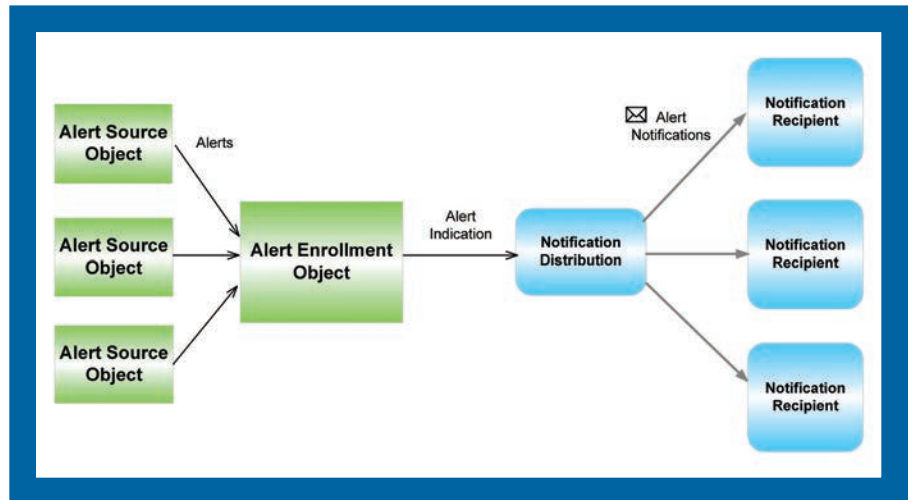 Alert Source
Object
Alerts
Alert Source
Object
Alert Source
Object
Alert Enrollment
Object
Alert
Indication
Notification
Distribution
Alert
Notifications
Notification
Recipient
Notification
Recipient
Notification
Recipient